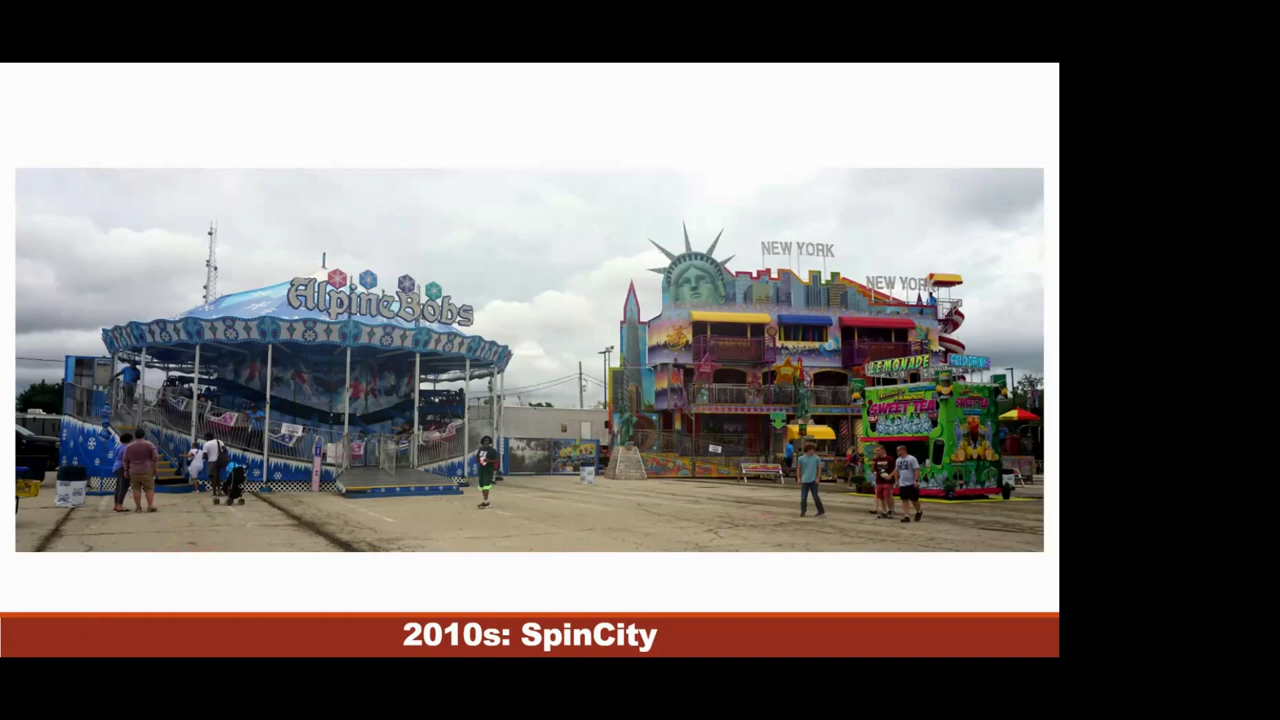 Alpine Bobs
NEW YORK
NEW YORK
LEMONADE
SWEET TEA
2010s: SpinCity